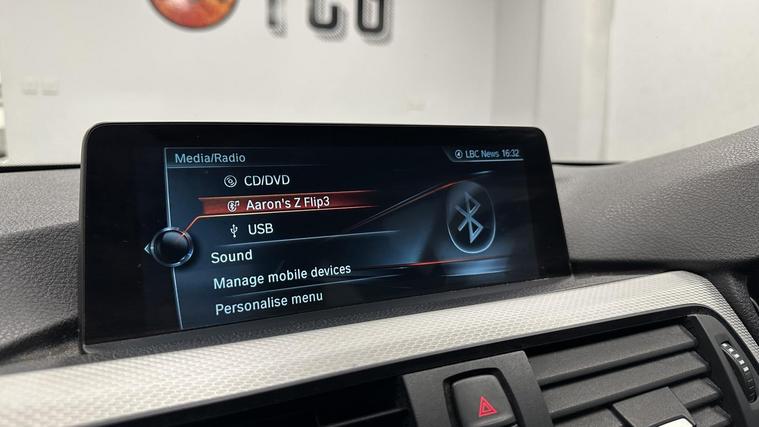 Media/Radio
LBC News 16:32
CD/DVD
Aaron's Z Flip3
USB
Sound
Manage mobile devices
Personalise menu